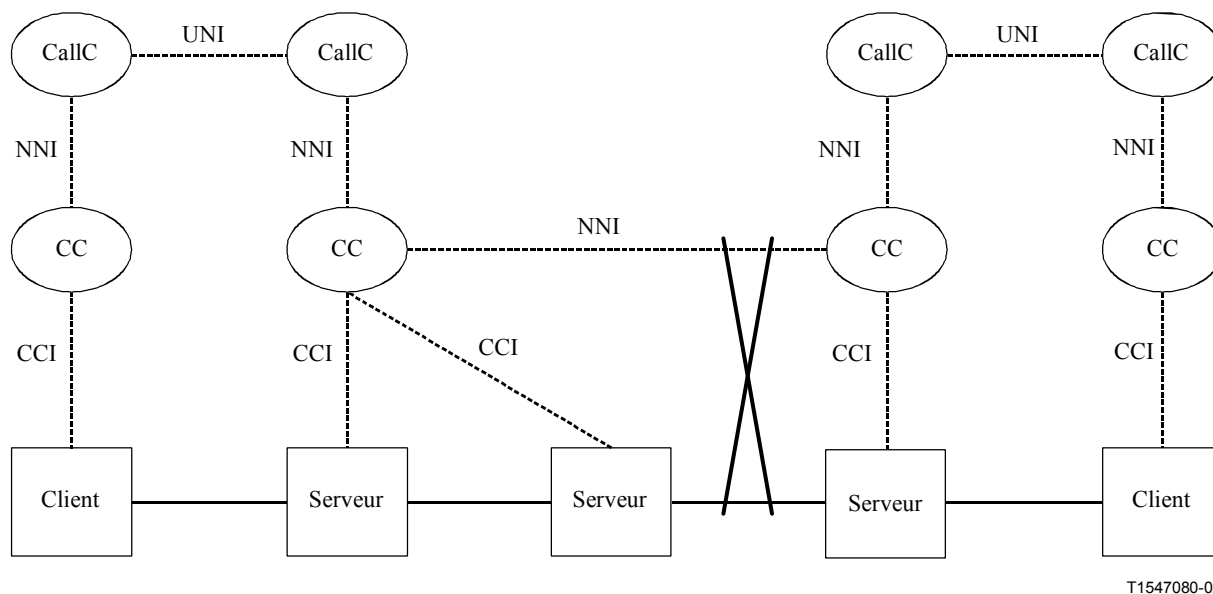 UNI
UNI
CallC
CallC
CallC
CallC
NNI
NNI
NNI
NNI
NNI
CC
CC
CC
CC
CCI
CCI
CCI
CCI
CCI
Client
Serveur
Serveur
Serveur
Client
T1547080-0